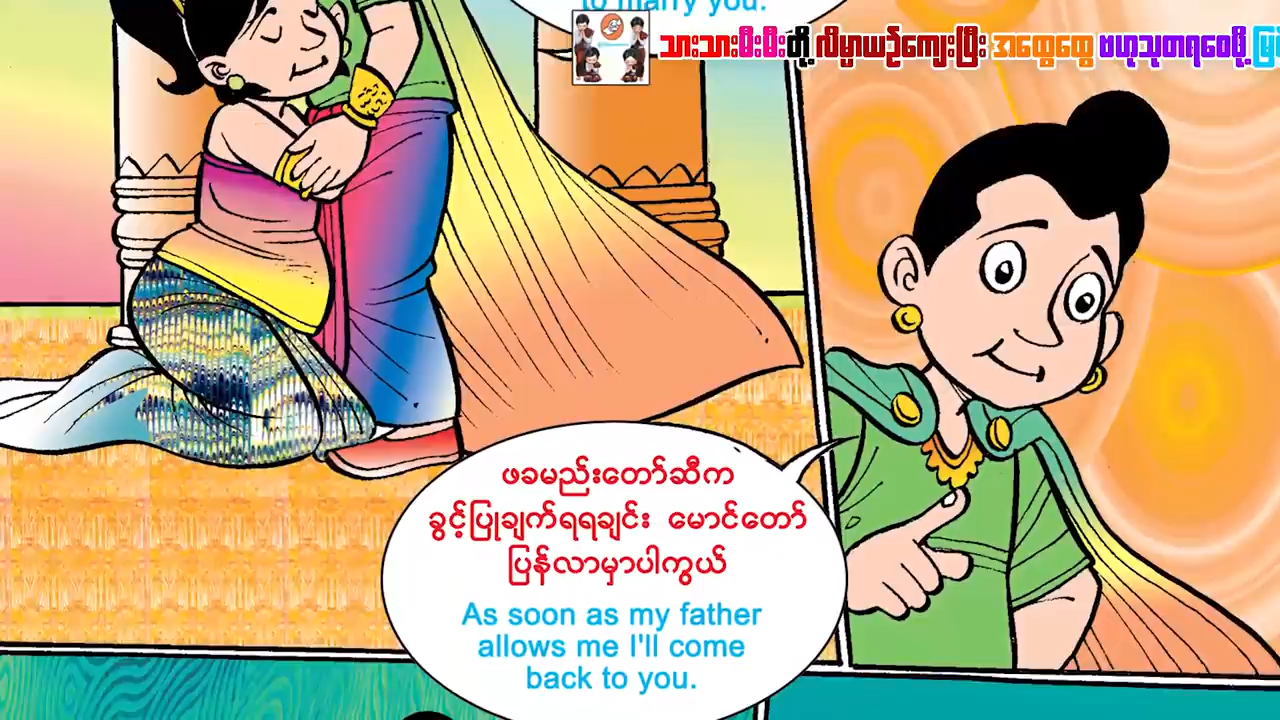 to marry you.
သားသားမီးမီးတို့ လိမ္မာယဉ်ကျေးပြီး အထွေထွေ ဗဟုသုတရစေဖို့
ဖခမည်းတော်ဆီက
ခွင့်ပြုချက်ရရချင်း မောင်တော်
ပြန်လာမှာပါကွယ်
As soon as my father
allows me I'll come
back to you.